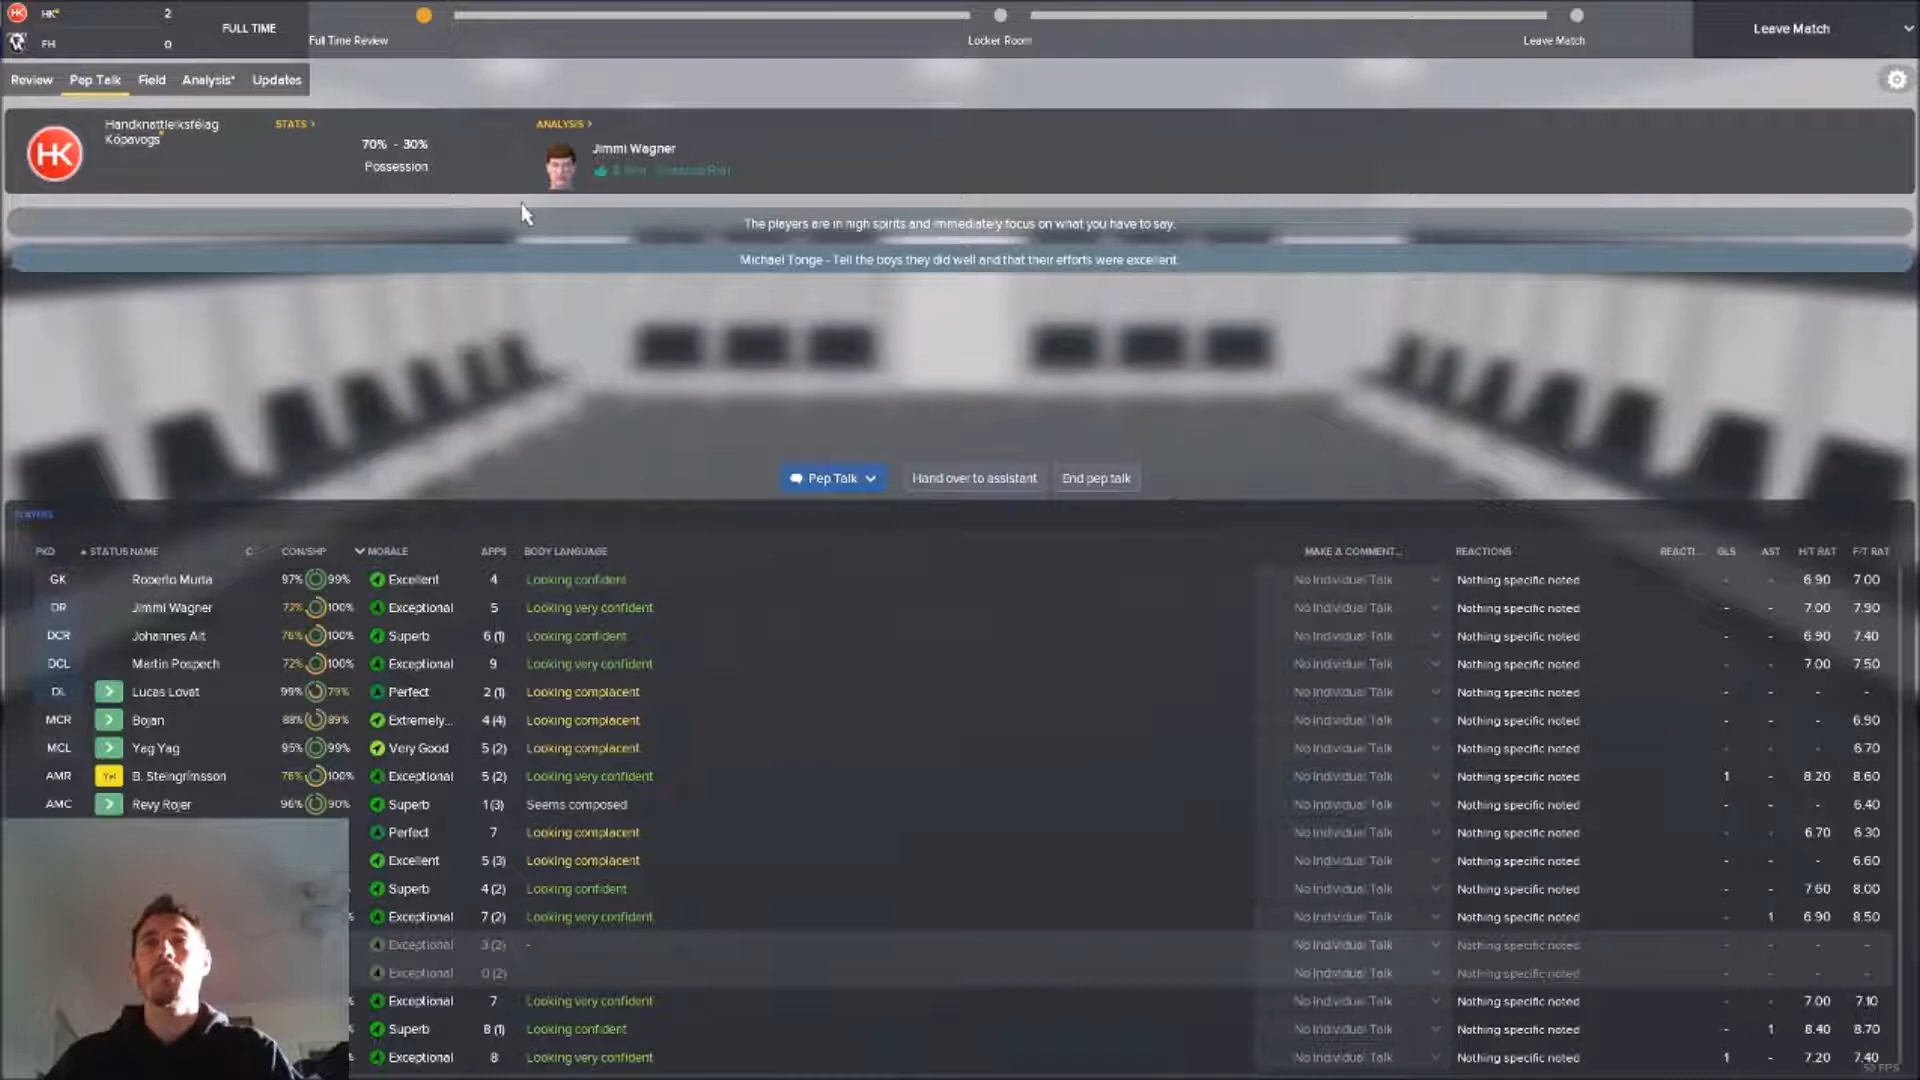 HK 2
FH 0
FULL TIME
Full Time Review
Locker Room
Leave Match
Leave Match
Review Pep Talk Field Analysis* Updates
HK
Handknattleiksfélag
Kópavogs
STATS >
70% - 30%
Possession
ANALYSIS >
Jimmi Wagner
The players are in high spirits and immediately focus on what you have to say.
Michael Tonge - Tell the boys they did well and that their efforts were excellent.
Pep Talk Hand over to assistant End pep talk
PLAYERS
PKD STATUS NAME C CON/SHP MORALE APPS BODY LANGUAGE MAKE A COMMENT... REACTIONS REACTI... GLS AST H/T RAT F/T RAT
GK Roberto Murta 97% 99% Excellent 4 Looking confident No Individual Talk Nothing specific noted - - 6.90 7.00
DR Jimmi Wagner 72% 100% Exceptional 5 Looking very confident No Individual Talk Nothing specific noted - - 7.00 7.90
DCR Johannes Ait 76% 100% Superb 6 (1) Looking confident No Individual Talk Nothing specific noted - - 6.90 7.40
DCL Martin Pospech 72% 100% Exceptional 9 Looking very confident No Individual Talk Nothing specific noted - - 7.00 7.50
DL Lucas Lovat 99% 79% Perfect 2 (1) Looking complacent No Individual Talk Nothing specific noted - - - -
MCR Bojan 88% 89% Extremely... 4 (4) Looking complacent No Individual Talk Nothing specific noted - - - 6.90
MCL Yag Yag 95% 99% Very Good 5 (2) Looking complacent No Individual Talk Nothing specific noted - - - 6.70
AMR Yel B. Steingrímsson 76% 100% Exceptional 5 (2) Looking very confident No Individual Talk Nothing specific noted 1 - 8.20 8.60
AMC Revy Rojer 96% 90% Superb 1 (3) Seems composed No Individual Talk Nothing specific noted - - - 6.40
Perfect 7 Looking complacent No Individual Talk Nothing specific noted - - 6.70 6.30
Excellent 5 (3) Looking complacent No Individual Talk Nothing specific noted - - - 6.60
Superb 4 (2) Looking confident No Individual Talk Nothing specific noted - - 7.60 8.00
% Exceptional 7 (2) Looking very confident No Individual Talk Nothing specific noted - 1 6.90 8.50
Exceptional 3 (2) - No Individual Talk Nothing specific noted - - - -
Exceptional 0 (2) No Individual Talk Nothing specific noted - - - -
% Exceptional 7 Looking very confident No Individual Talk Nothing specific noted - - 7.00 7.10
% Superb 8 (1) Looking confident No Individual Talk Nothing specific noted - 1 8.40 8.70
% Exceptional 8 Looking very confident No Individual Talk Nothing specific noted 1 - 7.20 7.40
50 FPS